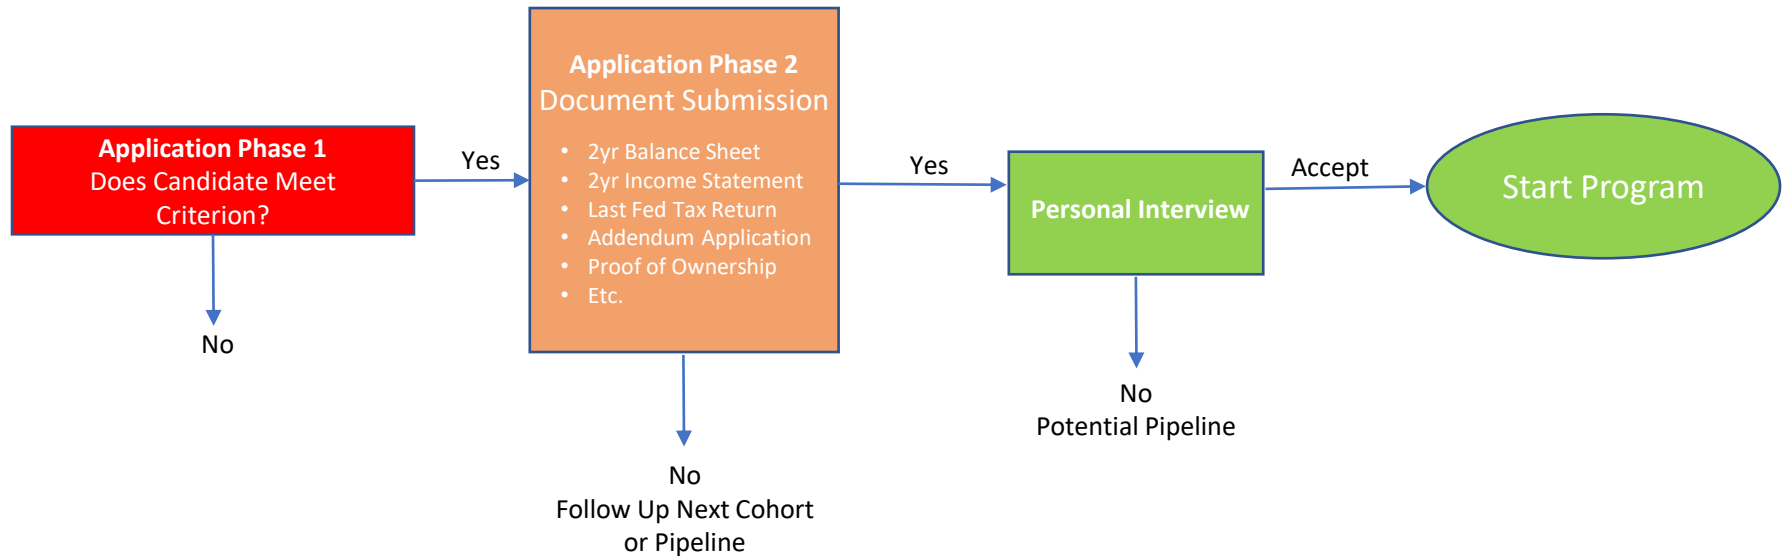 Application Phase 1
Does Candidate Meet
Criterion?
Yes
No
Application Phase 2
Document Submission
• 2yr Balance Sheet
• 2yr Income Statement
• Last Fed Tax Return
• Addendum Application
• Proof of Ownership
• Etc.
Yes
No
Follow Up Next Cohort
or Pipeline
Personal Interview
Accept
No
Potential Pipeline
Start Program